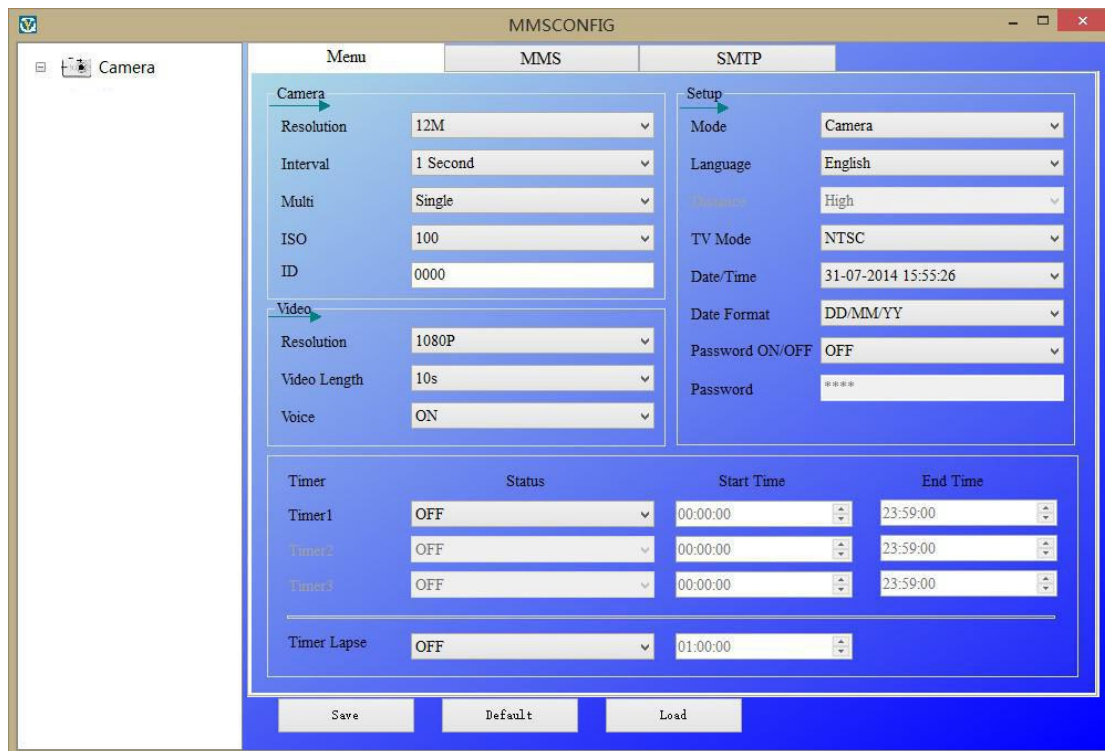 MMSCONFIG
Camera
Menu MMS SMTP
Camera
Resolution 12M
Interval 1 Second
Multi Single
ISO 100
ID 0000
Video
Resolution 1080P
Video Length 10s
Voice ON
Setup
Mode Camera
Language English
Distance High
TV Mode NTSC
Date/Time 31-07-2014 15:55:26
Date Format DD/MM/YY
Password ON/OFF OFF
Password ****
Timer Status Start Time End Time
Timer1 OFF 00:00:00 23:59:00
Timer2 OFF 00:00:00 23:59:00
Timer3 OFF 00:00:00 23:59:00
Timer Lapse OFF 01:00:00
Save Default Load